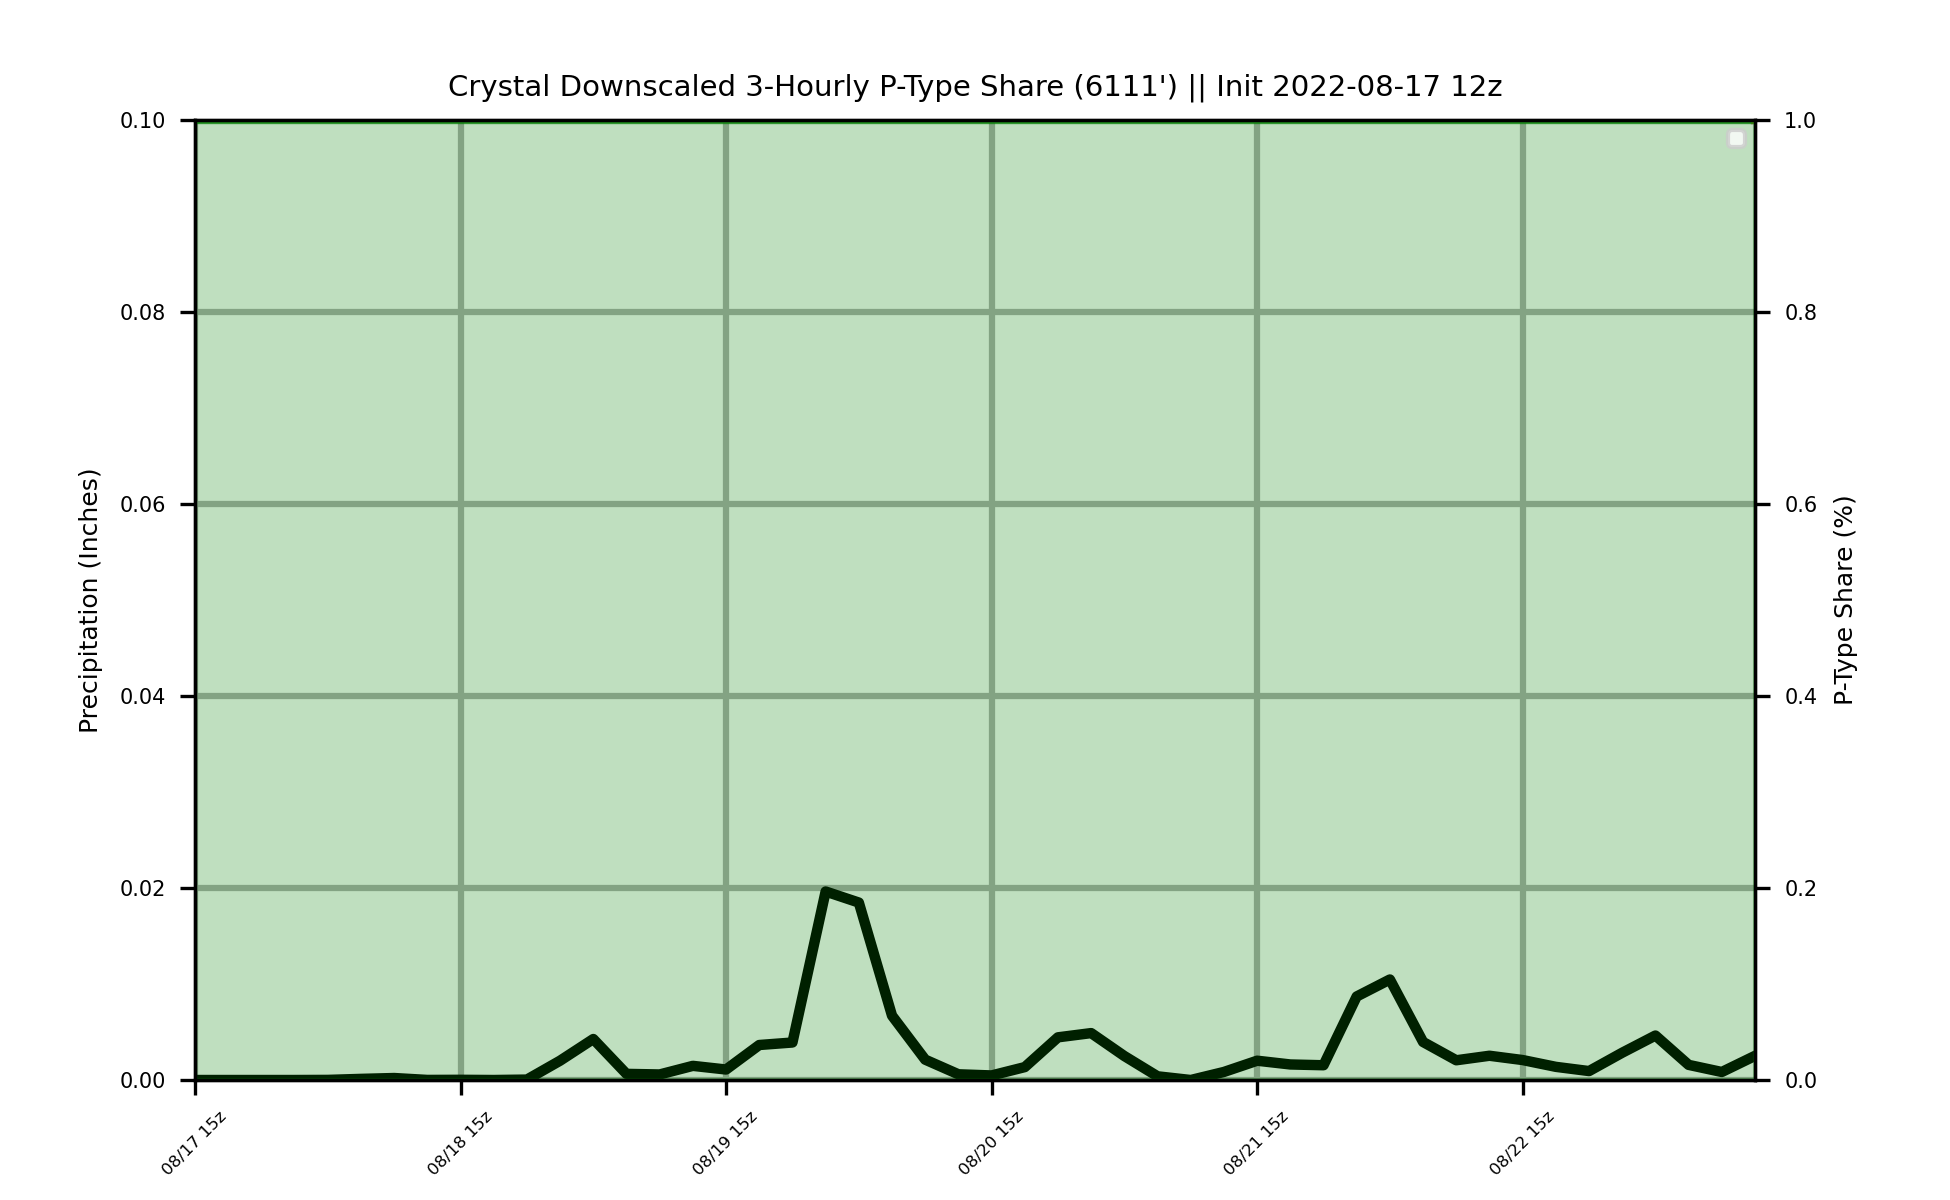 Crystal Downscaled 3-Hourly P-Type Share (6111') || Init 2022-08-17 12z
0.10
0.08
0.06
0.04
0.02
0.00
Precipitation (Inches)
1.0
0.8
0.6
0.4
0.2
0.0
P-Type Share (%)
08/17 15z
08/18 15z
08/19 15z
08/20 15z
08/21 15z
08/22 15z